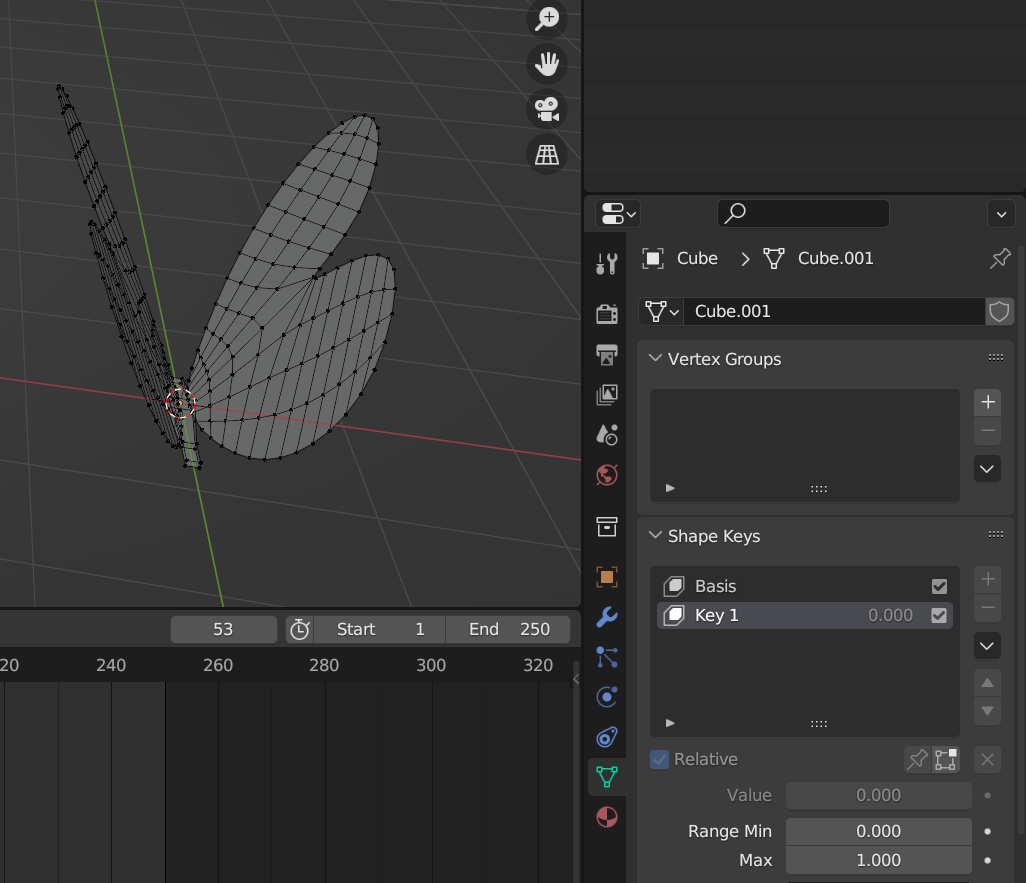 Cube > Cube.001
Cube.001
Vertex Groups
Shape Keys
Basis
Key 1 0.000
Relative
Value 0.000
Range Min 0.000
Max 1.000
53 Start 1 End 250
20 240 260 280 300 320